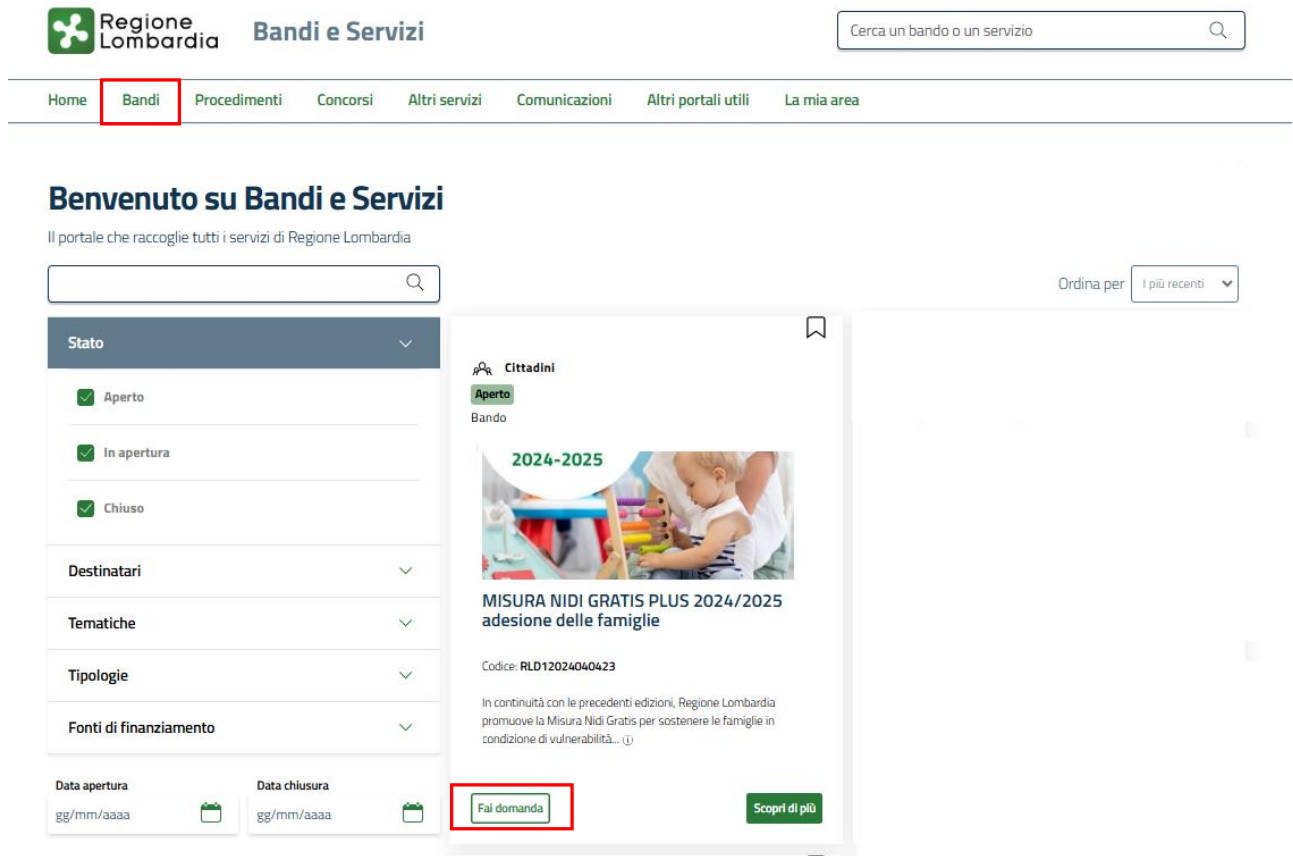 Regione
Lombardia
Bandi e Servizi
Cerca un bando o un servizio
Home Bandi Procedimenti Concorsi Altri servizi Comunicazioni Altri portali utili La mia area
Benvenuto su Bandi e Servizi
Il portale che raccoglie tutti i servizi di Regione Lombardia
Ordina per I più recenti
Stato
Aperto
In apertura
Chiuso
Destinatari
Tematiche
Tipologie
Fonti di finanziamento
Data apertura Data chiusura
gg/mm/aaaa gg/mm/aaaa
Cittadini
Aperto
Bando
2024-2025
MISURA NIDI GRATIS PLUS 2024/2025
adesione delle famiglie
Codice: RLD12024040423
In continuità con le precedenti edizioni, Regione Lombardia
promuove la Misura Nidi Gratis per sostenere le famiglie in
condizione di vulnerabilità...
Fai domanda Scopri di più